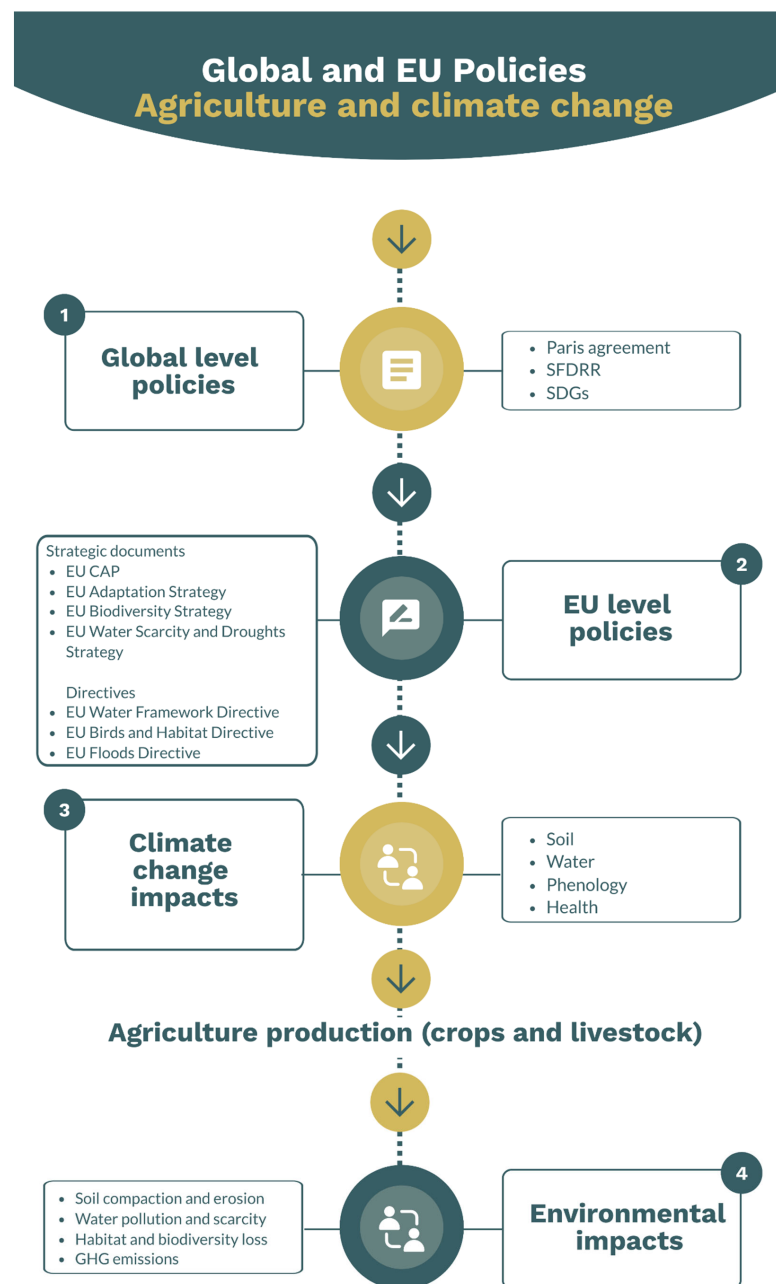 Global and EU Policies
Agriculture and climate change
1
Global level
policies
• Paris agreement
• SFDRR
• SDGs
Strategic documents
• EU CAP
• EU Adaptation Strategy
• EU Biodiversity Strategy
• EU Water Scarcity and Droughts
Strategy
Directives
• EU Water Framework Directive
• EU Birds and Habitat Directive
• EU Floods Directive
2
EU level
policies
3
Climate
change
impacts
• Soil
• Water
• Phenology
• Health
Agriculture production (crops and livestock)
• Soil compaction and erosion
• Water pollution and scarcity
• Habitat and biodiversity loss
• GHG emissions
4
Environmental
impacts